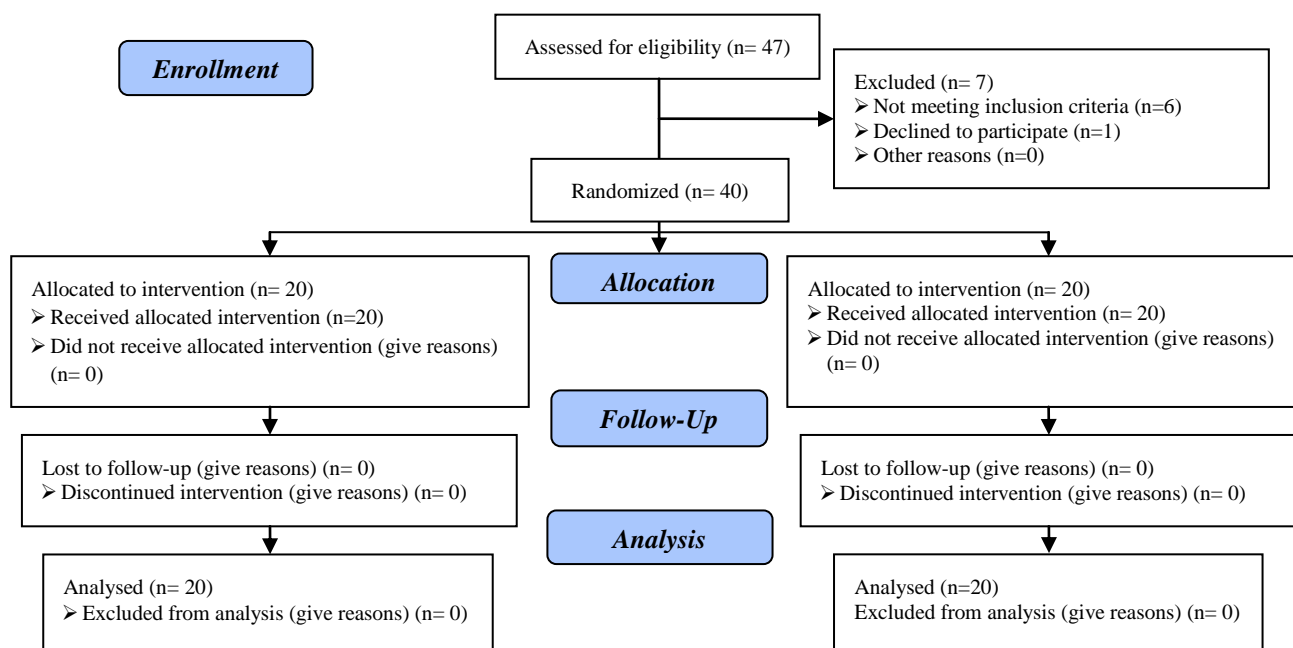 Assessed for eligibility (n= 47)
Enrollment
Excluded (n= 7)
➢ Not meeting inclusion criteria (n=6)
➢ Declined to participate (n=1)
➢ Other reasons (n=0)
Randomized (n= 40)
Allocated to intervention (n= 20)
➢ Received allocated intervention (n=20)
➢ Did not receive allocated intervention (give reasons)
(n= 0)
Allocation
Allocated to intervention (n= 20)
➢ Received allocated intervention (n= 20)
➢ Did not receive allocated intervention (give reasons)
(n= 0)
Follow-Up
Lost to follow-up (give reasons) (n= 0)
➢ Discontinued intervention (give reasons) (n= 0)
Lost to follow-up (give reasons) (n= 0)
➢ Discontinued intervention (give reasons) (n= 0)
Analysis
Analysed (n= 20)
➢ Excluded from analysis (give reasons) (n= 0)
Analysed (n=20)
Excluded from analysis (give reasons) (n= 0)